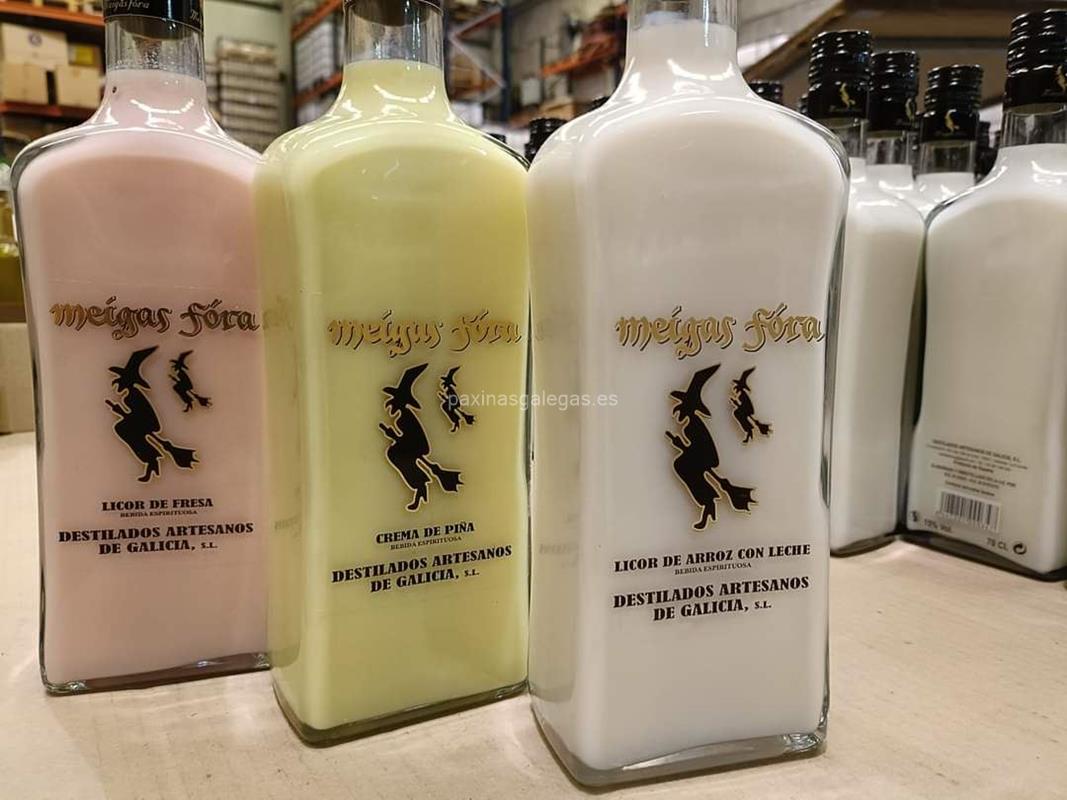 meigas fóra
LICOR DE FRESA
BEBIDA ESPIRITUOSA
DESTILADOS ARTESANOS
DE GALICIA, S.L.
meigas fóra
CREMA DE PIÑA
BEBIDA ESPIRITUOSA
DESTILADOS ARTESANOS
DE GALICIA, S.L.
meigas fóra
LICOR DE ARROZ CON LECHE
BEBIDA ESPIRITUOSA
DESTILADOS ARTESANOS
DE GALICIA, S.L.
paxinasgalegas.es
DESTILADOS ARTESANOS DE GALICIA, S.L.
15% Vol.
70 CL.